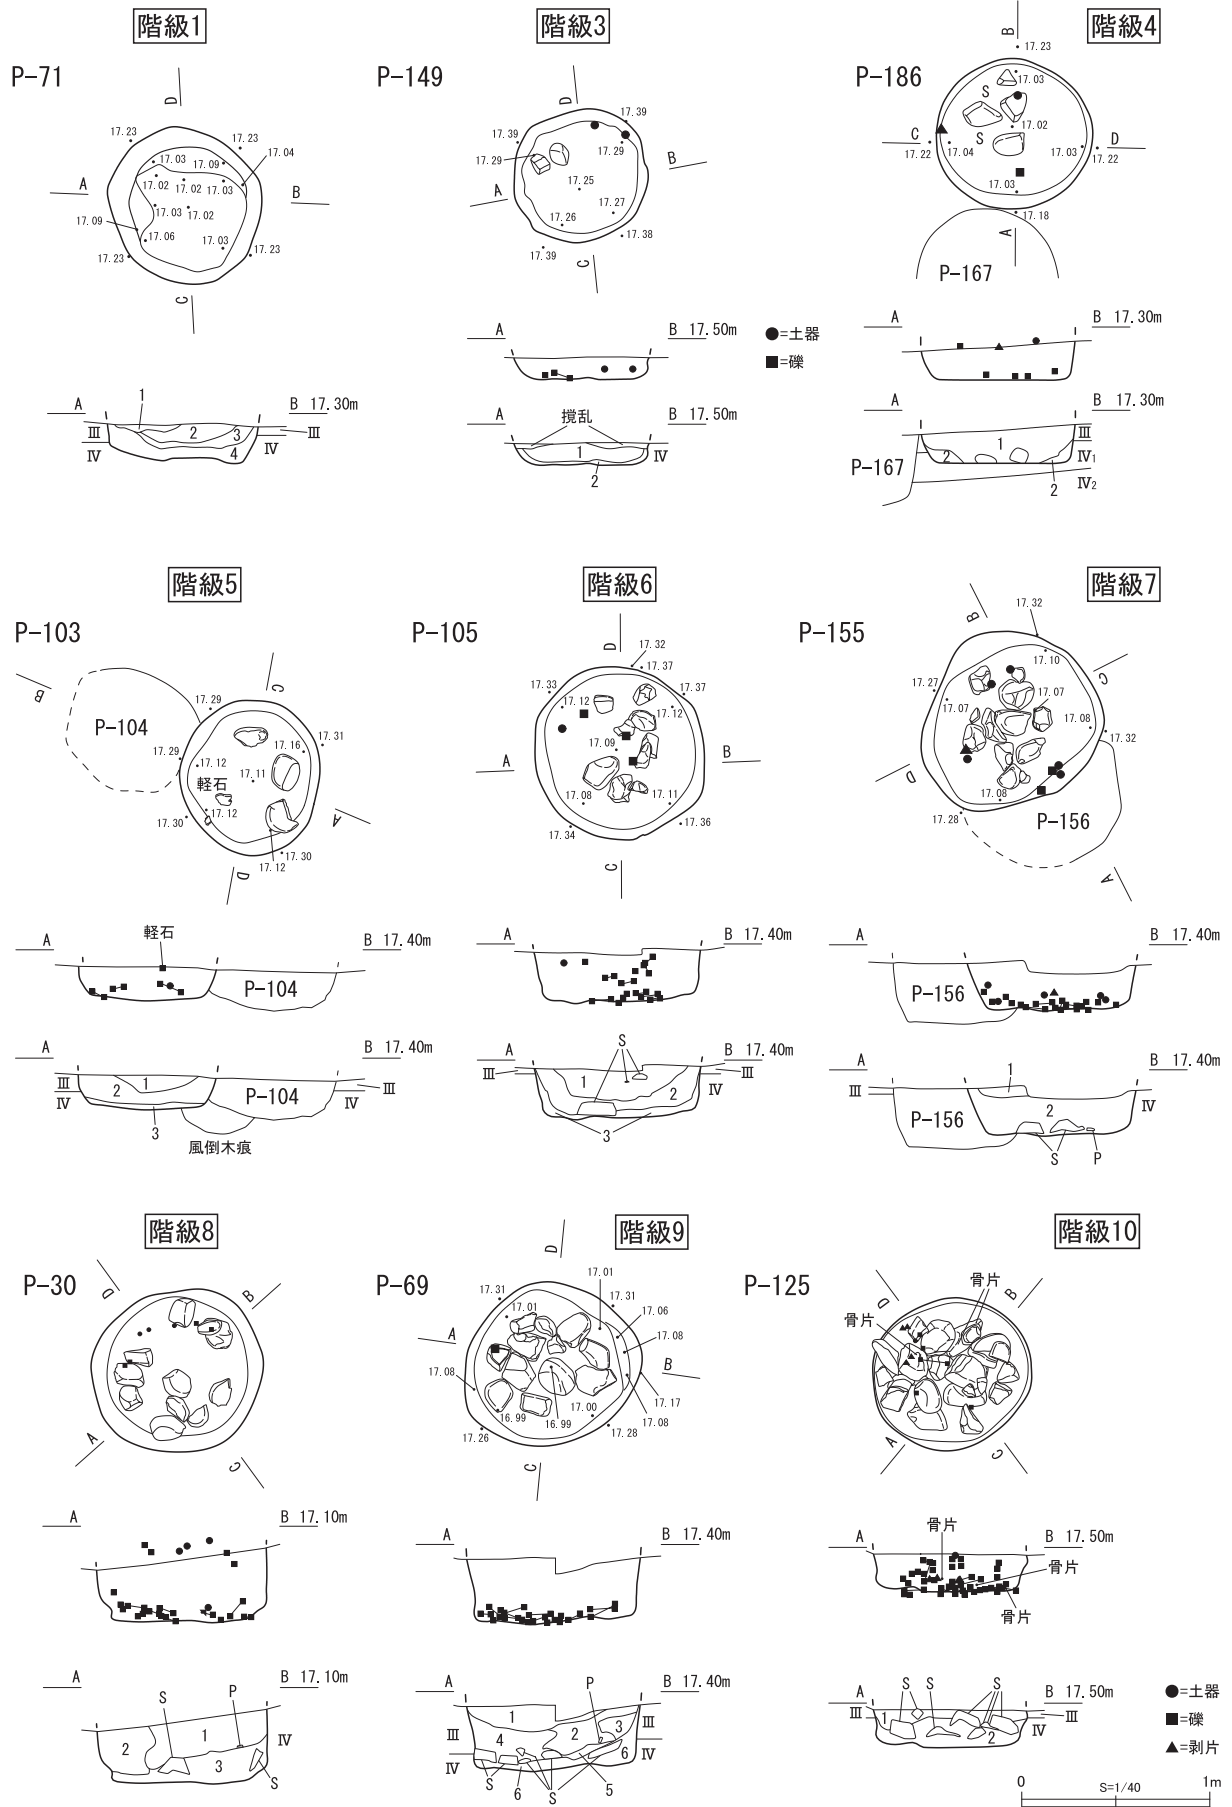 階級1
P-71
D
17.23
17.23
17.03
17.09
17.04
17.02
17.02
17.03
A
B
17.03
17.02
17.09
17.06
17.03
17.23
17.23
C
A
B 17.30m
1
2
3
4
Ⅲ
Ⅳ
Ⅲ
Ⅳ
階級3
P-149
D
17.39
17.39
17.29
17.29
B
A
17.25
17.27
17.26
17.38
17.39
C
A
B 17.50m
●=土器
■=礫
A
B 17.50m
撹乱
1
2
Ⅳ
階級4
P-186
B
17.23
17.03
S
S
17.02
C
D
17.22
17.04
17.03
17.22
17.03
17.18
A
P-167
A
B 17.30m
A
B 17.30m
1
2
2
P-167
Ⅲ
Ⅳ1
Ⅳ2
階級5
P-103
B
C
P-104
17.29
17.31
17.29
17.16
17.12
17.11
軽石
17.12
17.30
A
17.30
17.12
D
軽石
A
B 17.40m
P-104
A
B 17.40m
Ⅲ
Ⅳ
1
2
3
P-104
Ⅲ
Ⅳ
風倒木痕
階級6
P-105
D
17.32
17.37
17.33
17.37
17.12
17.12
17.09
A
B
17.08
17.11
17.34
17.36
C
A
B 17.40m
A
B 17.40m
S
Ⅲ
1
2
3
Ⅲ
Ⅳ
階級7
P-155
B
17.32
17.10
C
17.27
17.07
17.07
17.08
17.32
D
17.08
17.28
P-156
A
A
B 17.40m
P-156
A
B 17.40m
Ⅲ
1
2
P-156
Ⅳ
S
P
階級8
P-30
D
B
A
C
A
B 17.10m
A
B 17.10m
S
P
1
2
3
Ⅳ
S
階級9
P-69
D
17.01
17.31
17.31
17.01
17.06
A
17.08
B
17.08
17.17
16.99
16.99
17.00
17.08
17.26
17.28
C
A
B 17.40m
A
B 17.40m
P
1
2
3
4
5
6
6
Ⅲ
Ⅳ
Ⅲ
Ⅳ
S
S
階級10
P-125
D
骨片
B
骨片
A
C
A
骨片
B 17.50m
骨片
骨片
A
S
S
S
B 17.50m
Ⅲ
1
2
Ⅲ
Ⅳ
●=土器
■=礫
▲=剥片
0
S=1/40
1m